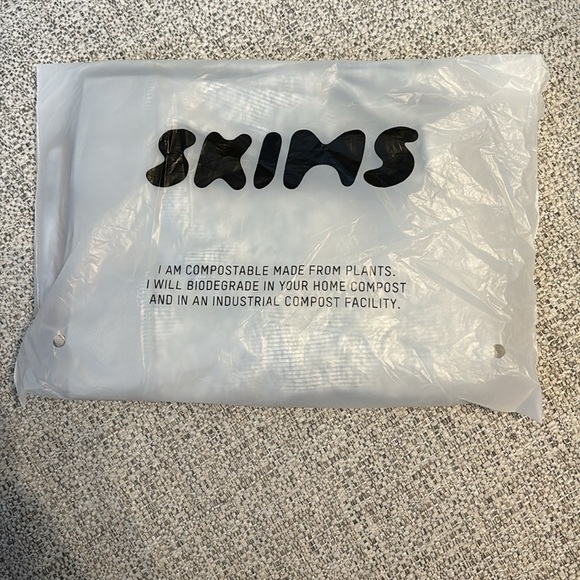 SKIMS
I AM COMPOSTABLE MADE FROM PLANTS.
I WILL BIODEGRADE IN YOUR HOME COMPOST
AND IN AN INDUSTRIAL COMPOST FACILITY.